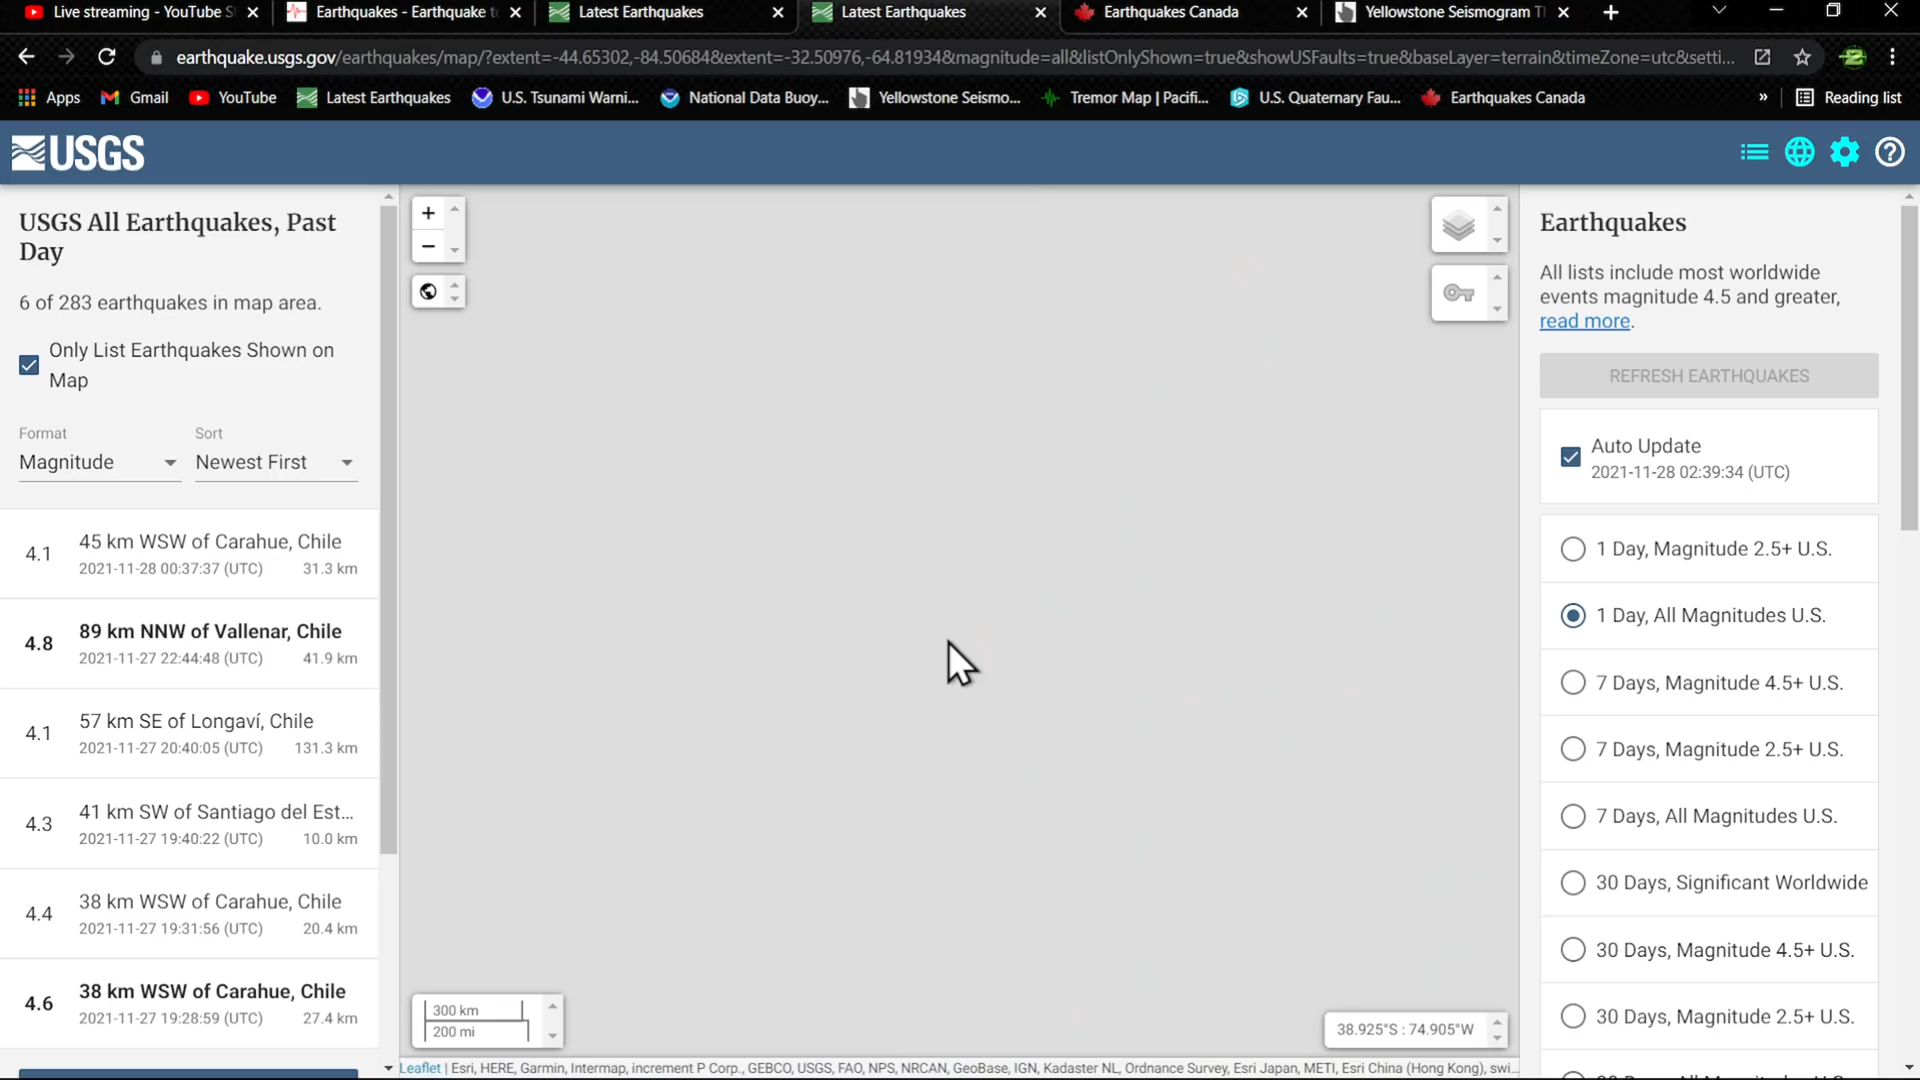 Live streaming - YouTube S
Earthquakes - Earthquake t
Latest Earthquakes
Latest Earthquakes
Earthquakes Canada
Yellowstone Seismogram T
earthquake.usgs.gov/earthquakes/map/?extent=-44.65302,-84.50684&extent=-32.50976,-64.81934&magnitude=all&listOnlyShown=true&showUSFaults=true&baseLayer=terrain&timeZone=utc&setti...
Apps
Gmail
YouTube
Latest Earthquakes
U.S. Tsunami Warni...
National Data Buoy...
Yellowstone Seismo...
Tremor Map | Pacifi...
U.S. Quaternary Fau...
Earthquakes Canada
»
Reading list
USGS
USGS All Earthquakes, Past
Day
6 of 283 earthquakes in map area.
Only List Earthquakes Shown on
Map
Format
Sort
Magnitude
Newest First
4.1
45 km WSW of Carahue, Chile
2021-11-28 00:37:37 (UTC) 31.3 km
4.8
89 km NNW of Vallenar, Chile
2021-11-27 22:44:48 (UTC) 41.9 km
4.1
57 km SE of Longaví, Chile
2021-11-27 20:40:05 (UTC) 131.3 km
4.3
41 km SW of Santiago del Est...
2021-11-27 19:40:22 (UTC) 10.0 km
4.4
38 km WSW of Carahue, Chile
2021-11-27 19:31:56 (UTC) 20.4 km
4.6
38 km WSW of Carahue, Chile
2021-11-27 19:28:59 (UTC) 27.4 km
+
−
300 km
200 mi
38.925°S : 74.905°W
Leaflet | Esri, HERE, Garmin, Intermap, increment P Corp., GEBCO, USGS, FAO, NPS, NRCAN, GeoBase, IGN, Kadaster NL, Ordnance Survey, Esri Japan, METI, Esri China (Hong Kong), swi...
Earthquakes
All lists include most worldwide
events magnitude 4.5 and greater,
read more.
REFRESH EARTHQUAKES
Auto Update
2021-11-28 02:39:34 (UTC)
1 Day, Magnitude 2.5+ U.S.
1 Day, All Magnitudes U.S.
7 Days, Magnitude 4.5+ U.S.
7 Days, Magnitude 2.5+ U.S.
7 Days, All Magnitudes U.S.
30 Days, Significant Worldwide
30 Days, Magnitude 4.5+ U.S.
30 Days, Magnitude 2.5+ U.S.